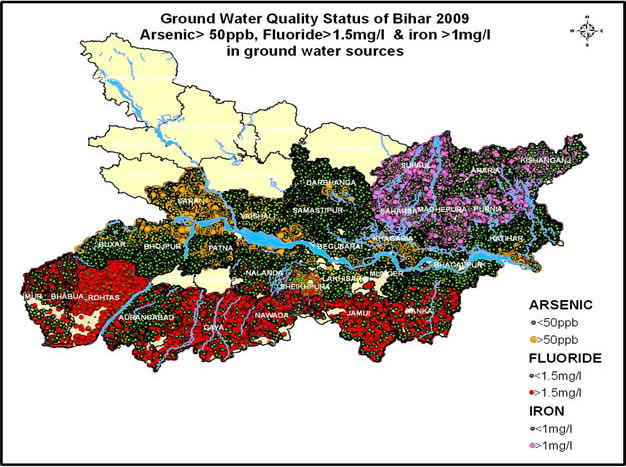 Ground Water Quality Status of Bihar 2009
Arsenic> 50ppb, Fluoride>1.5mg/l & iron >1mg/l
in ground water sources
N
W E
S
KISHANGANJ
SUPAUL
ARARIA
DARBHANGA
SAHARSA
MADHEPURA
PURNIA
SARAN
VAISHALI
SAMASTIPUR
KHAGARIA
KATIHAR
BUXAR
BHOJPUR
PATNA
BEGUSARAI
BHAGALPUR
NALANDA
LAKHISARAI
MUNGER
SHEIKHPURA
BHABUA
ROHTAS
AURANGABAD
GAYA
NAWADA
JAMUI
BANKA
ARSENIC
<50ppb
>50ppb
FLUORIDE
<1.5mg/l
>1.5mg/l
IRON
<1mg/l
>1mg/l